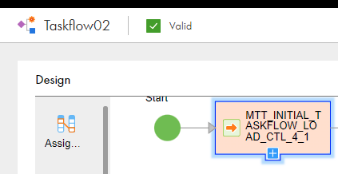 Taskflow02
Valid
Design
Start
Assig...
MTT_INITIAL_T
ASKFLOW_LO
AD_CTL_4_1